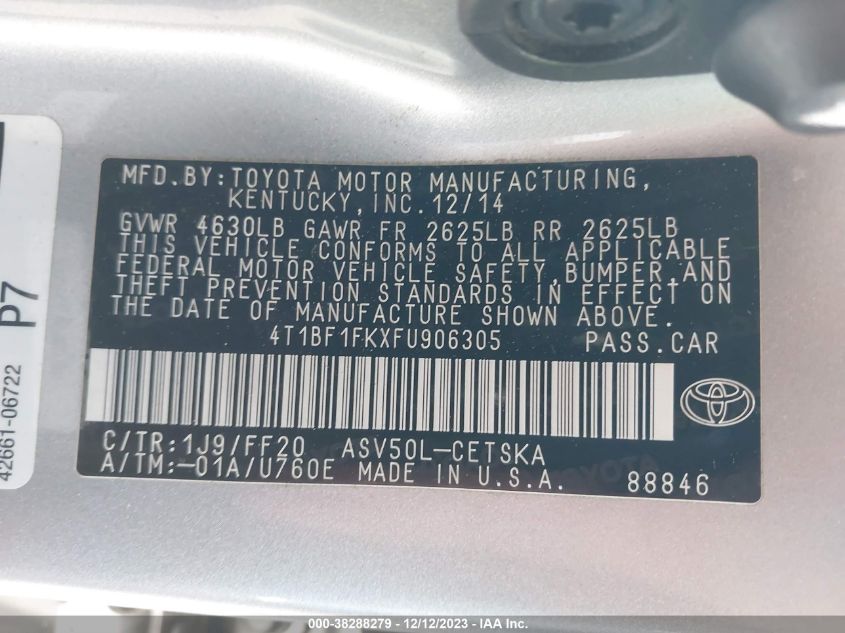 MFD.BY:TOYOTA MOTOR MANUFACTURING,
KENTUCKY,INC.12/14
GVWR 4630LB GAWR FR 2625LB RR 2625LB
THIS VEHICLE CONFORMS TO ALL APPLICABLE
FEDERAL MOTOR VEHICLE SAFETY,BUMPER,AND
THEFT PREVENTION STANDARDS IN EFFECT ON
THE DATE OF MANUFACTURE SHOWN ABOVE.
4T1BF1FKXFU906305 PASS.CAR
C/TR:1J9/FF20 ASV50L-CETSKA
A/TM:-01A/U760E MADE IN U.S.A. 88846
TOYOTA
P7
42661-06722
000-38288279 - 12/12/2023 - IAA